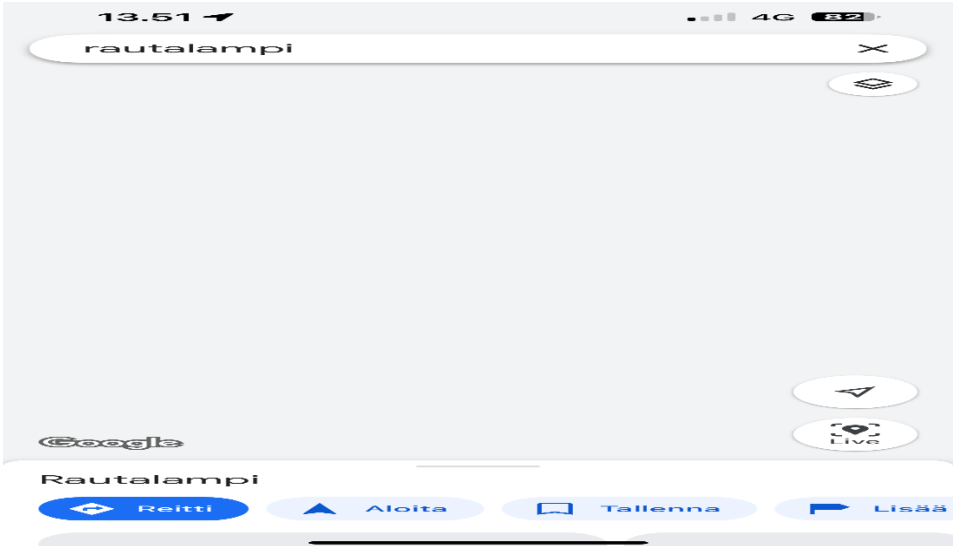 13.51 4G 82
rautalampi
Google
Live
Rautalampi
Reitti Aloita Tallenna Lisää